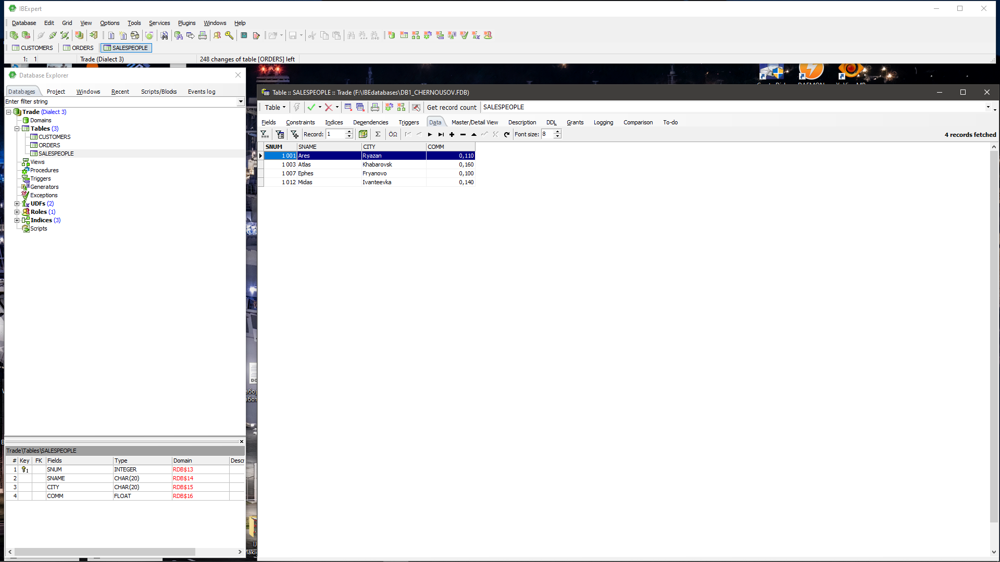 IBExpert
Database Edit Grid View Options Tools Services Plugins Windows Help
CUSTOMERS ORDERS SALESPEOPLE
1: 1 Trade (Dialect 3) 248 changes of table [ORDERS] left
Database Explorer
Databases Project Windows Recent Scripts/Blocks Events log
Enter filter string
Trade (Dialect 3)
Domains
Tables (3)
CUSTOMERS
ORDERS
SALESPEOPLE
Views
Procedures
Triggers
Generators
Exceptions
UDFs (2)
Roles (1)
Indices (3)
Scripts
Trade\Tables\SALESPEOPLE
# Key FK Fields Type Domain Descr
1 1 SNUM INTEGER RDB$13
2 SNAME CHAR(20) RDB$14
3 CITY CHAR(20) RDB$15
4 COMM FLOAT RDB$16
Table :: SALESPEOPLE :: Trade (F:\IBEdatabases\DB1_CHERNOUSOV.FDB)
Table Get record count SALESPEOPLE
Fields Constraints Indices Dependencies Triggers Data Master/Detail View Description DDL Grants Logging Comparison To-do
Record: 1 Σ ÖΩ Font size: 8 4 records fetched
SNUM SNAME CITY COMM
1 001 Ares Ryazan 0,110
1 003 Atlas Khabarovsk 0,160
1 007 Ephes Fryanovo 0,100
1 012 Midas Ivanteevka 0,140